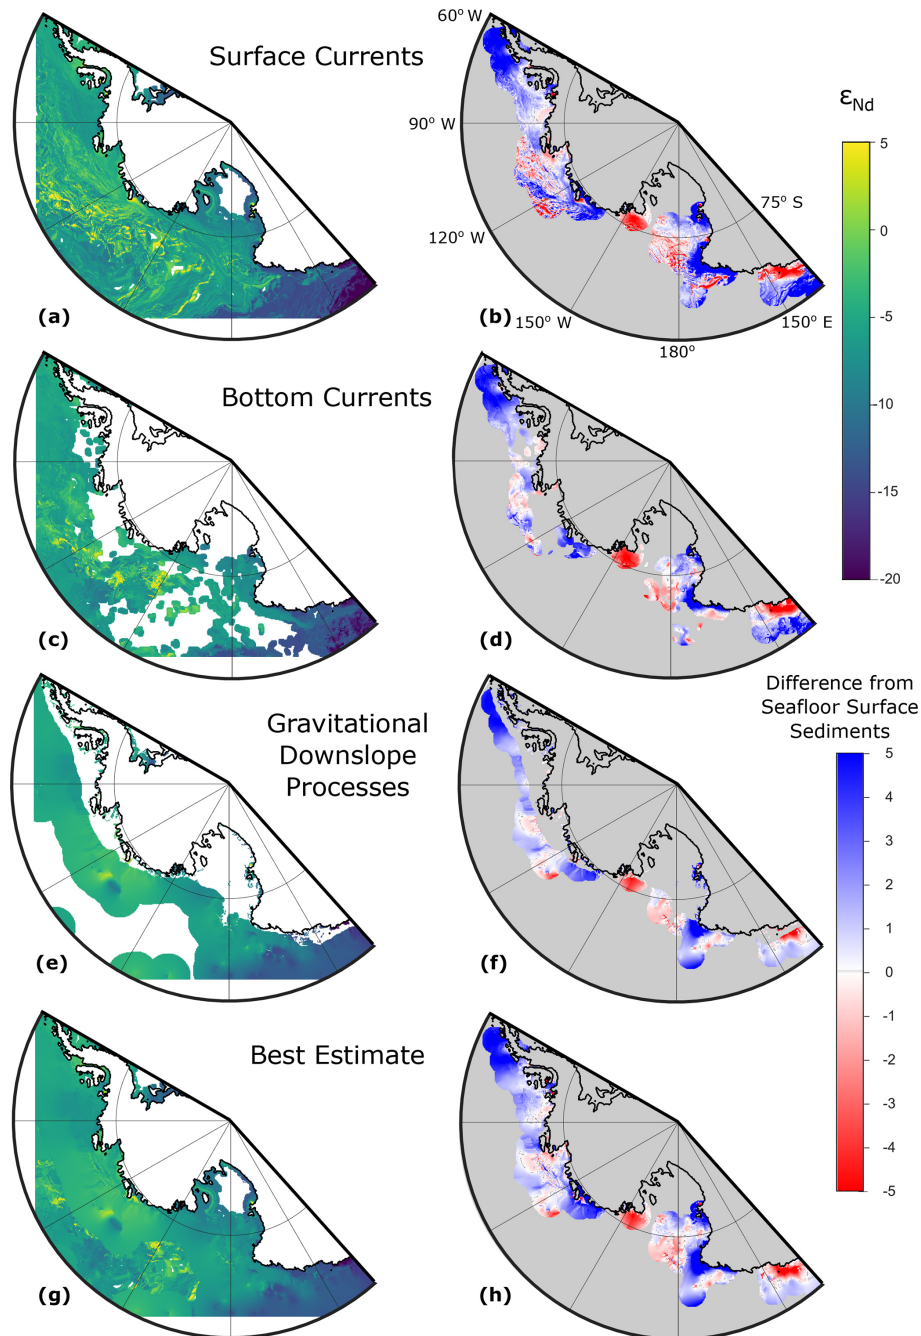 60° W
Surface Currents
εNd
5
90° W
0
75° S
120° W
-5
(a)
(b)
150° W
150° E
180°
Bottom Currents
-10
-15
-20
(c)
(d)
Difference from
Seafloor Surface
Sediments
Gravitational
Downslope
Processes
5
4
3
2
1
(e)
(f)
0
-1
Best Estimate
-2
-3
-4
-5
(g)
(h)